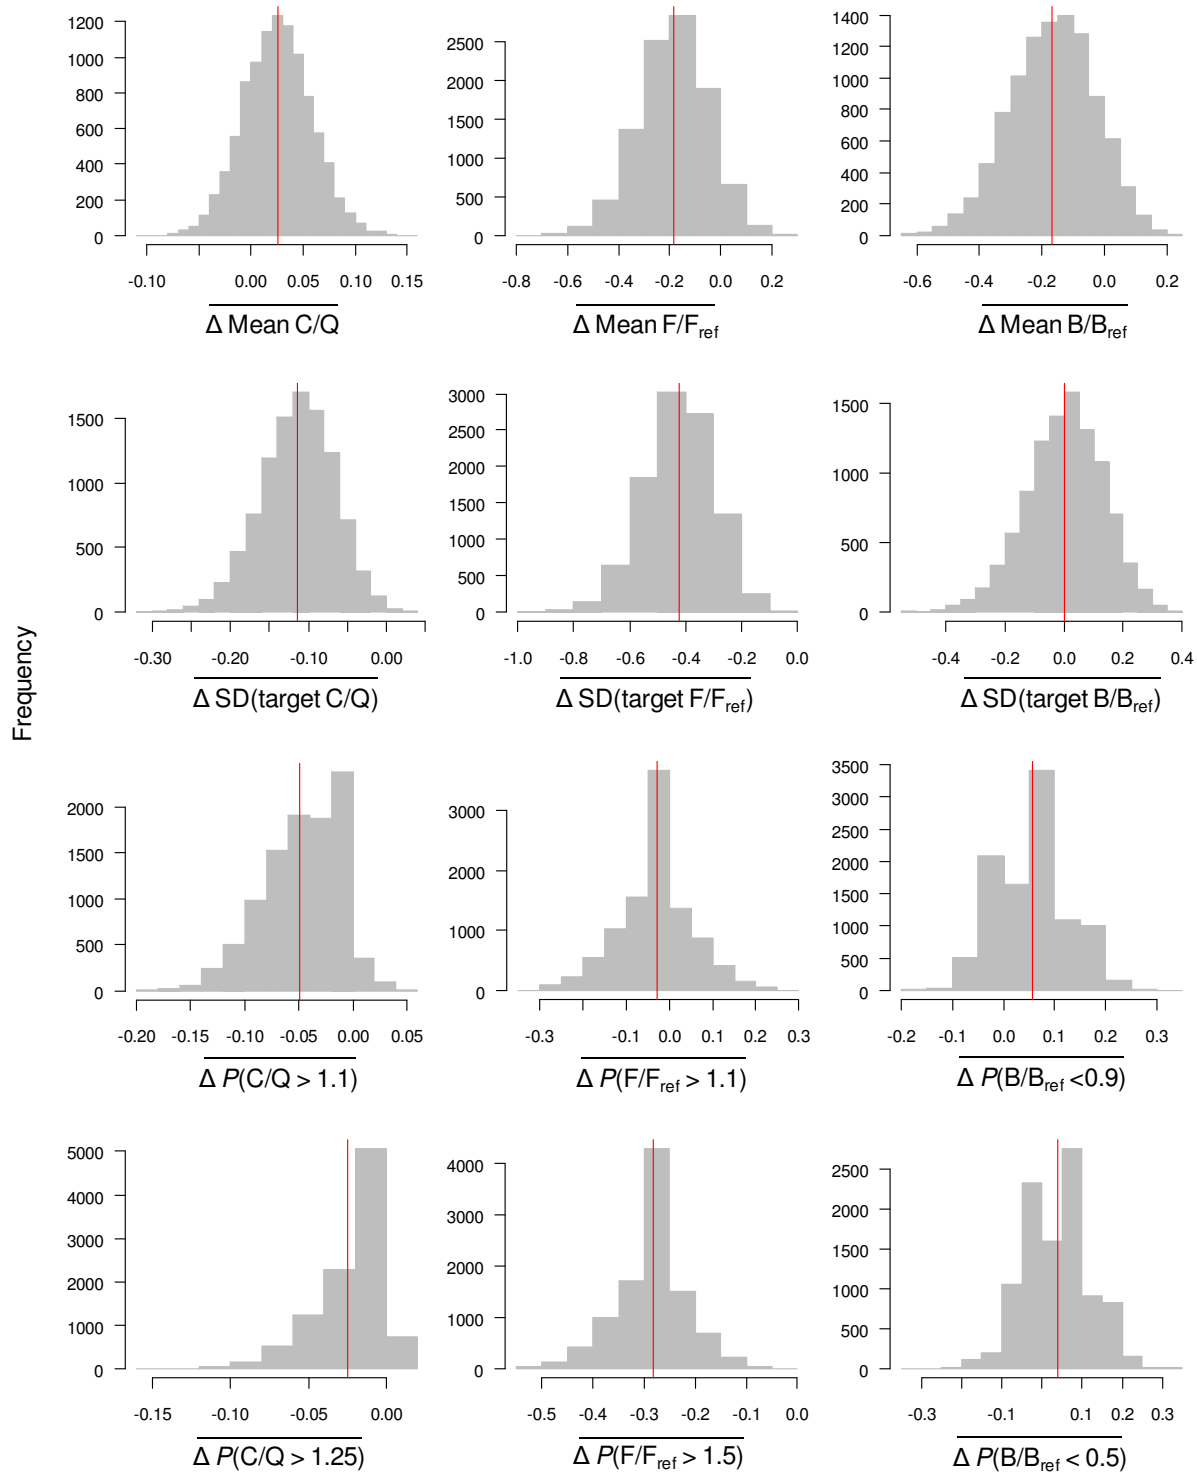 Frequency
1200
1000
800
600
400
200
0
-0.10 0.00 0.05 0.10 0.15
Δ Mean C/Q
2500
1500
1000
500
0
-0.8 -0.6 -0.4 -0.2 0.0 0.2
Δ Mean F/Fref
1400
1200
1000
800
600
400
200
0
-0.6 -0.4 -0.2 0.0 0.2
Δ Mean B/Bref
1500
1000
500
0
-0.30 -0.20 -0.10 0.00
Δ SD(target C/Q)
3000
2500
2000
1500
1000
500
0
-1.0 -0.8 -0.6 -0.4 -0.2 0.0
Δ SD(target F/Fref)
1500
1000
500
0
-0.4 -0.2 0.0 0.2 0.4
Δ SD(target B/Bref)
2000
1500
1000
500
0
-0.20 -0.15 -0.10 -0.05 0.00 0.05
Δ P(C/Q > 1.1)
3000
2000
1000
0
-0.3 -0.1 0.0 0.1 0.2 0.3
Δ P(F/Fref > 1.1)
3500
3000
2500
2000
1500
1000
500
0
-0.2 -0.1 0.0 0.1 0.2 0.3
Δ P(B/Bref <0.9)
5000
4000
3000
2000
1000
0
-0.15 -0.10 -0.05 0.00
Δ P(C/Q > 1.25)
4000
3000
2000
1000
0
-0.5 -0.4 -0.3 -0.2 -0.1 0.0
Δ P(F/Fref > 1.5)
2500
2000
1500
1000
500
0
-0.3 -0.1 0.0 0.1 0.2 0.3
Δ P(B/Bref < 0.5)